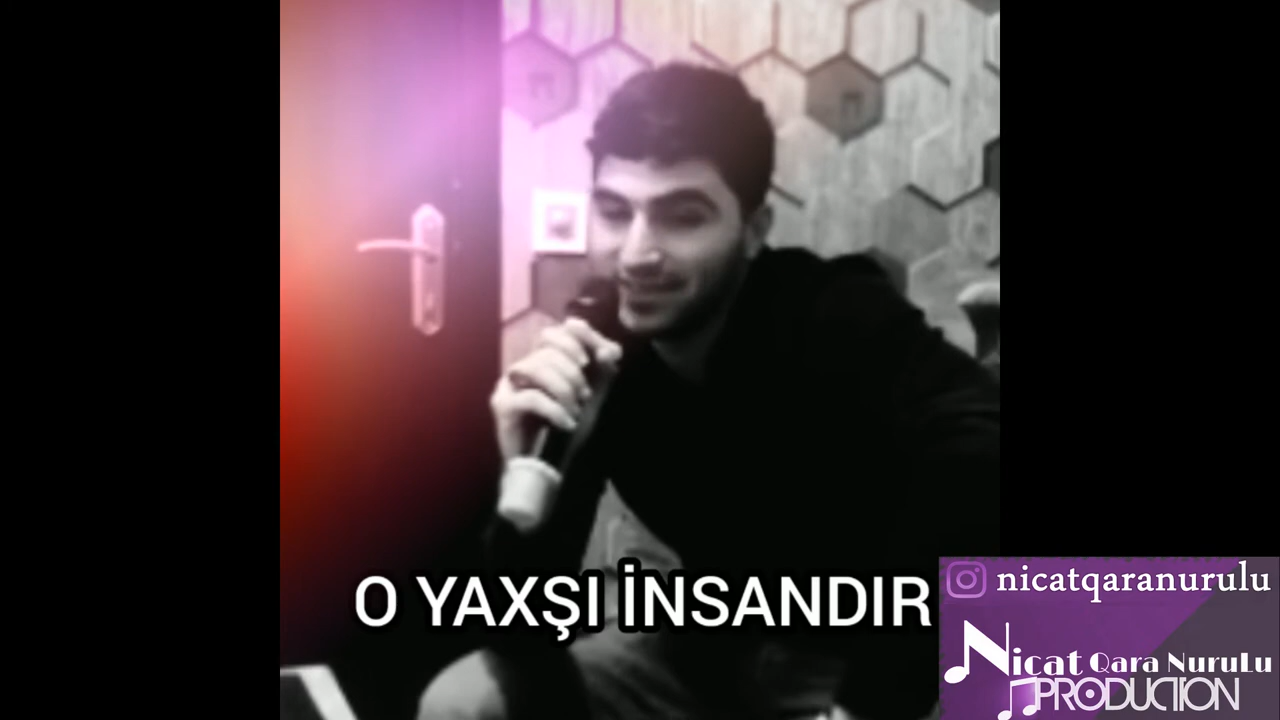 O YAXŞI İNSANDIR
nicatqaranurulu
Nicat Qara Nurulu
PRODUCTION